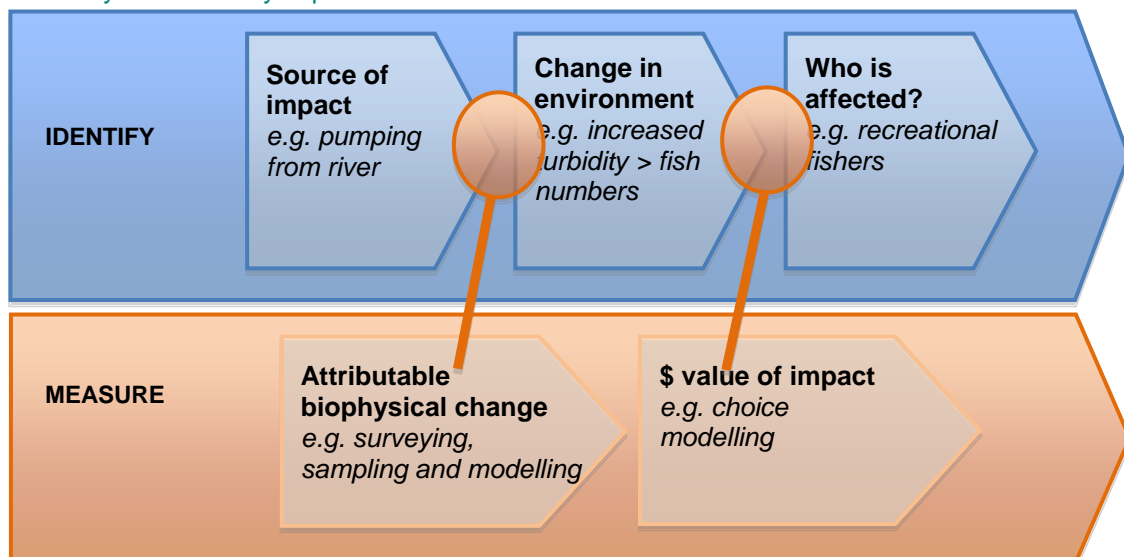 IDENTIFY
Source of
impact
e.g. pumping
from river
Change in
environment
e.g. increased
turbidity > fish
numbers
Who is
affected?
e.g. recreational
fishers
MEASURE
Attributable
biophysical change
e.g. surveying,
sampling and modelling
$ value of impact
e.g. choice
modelling